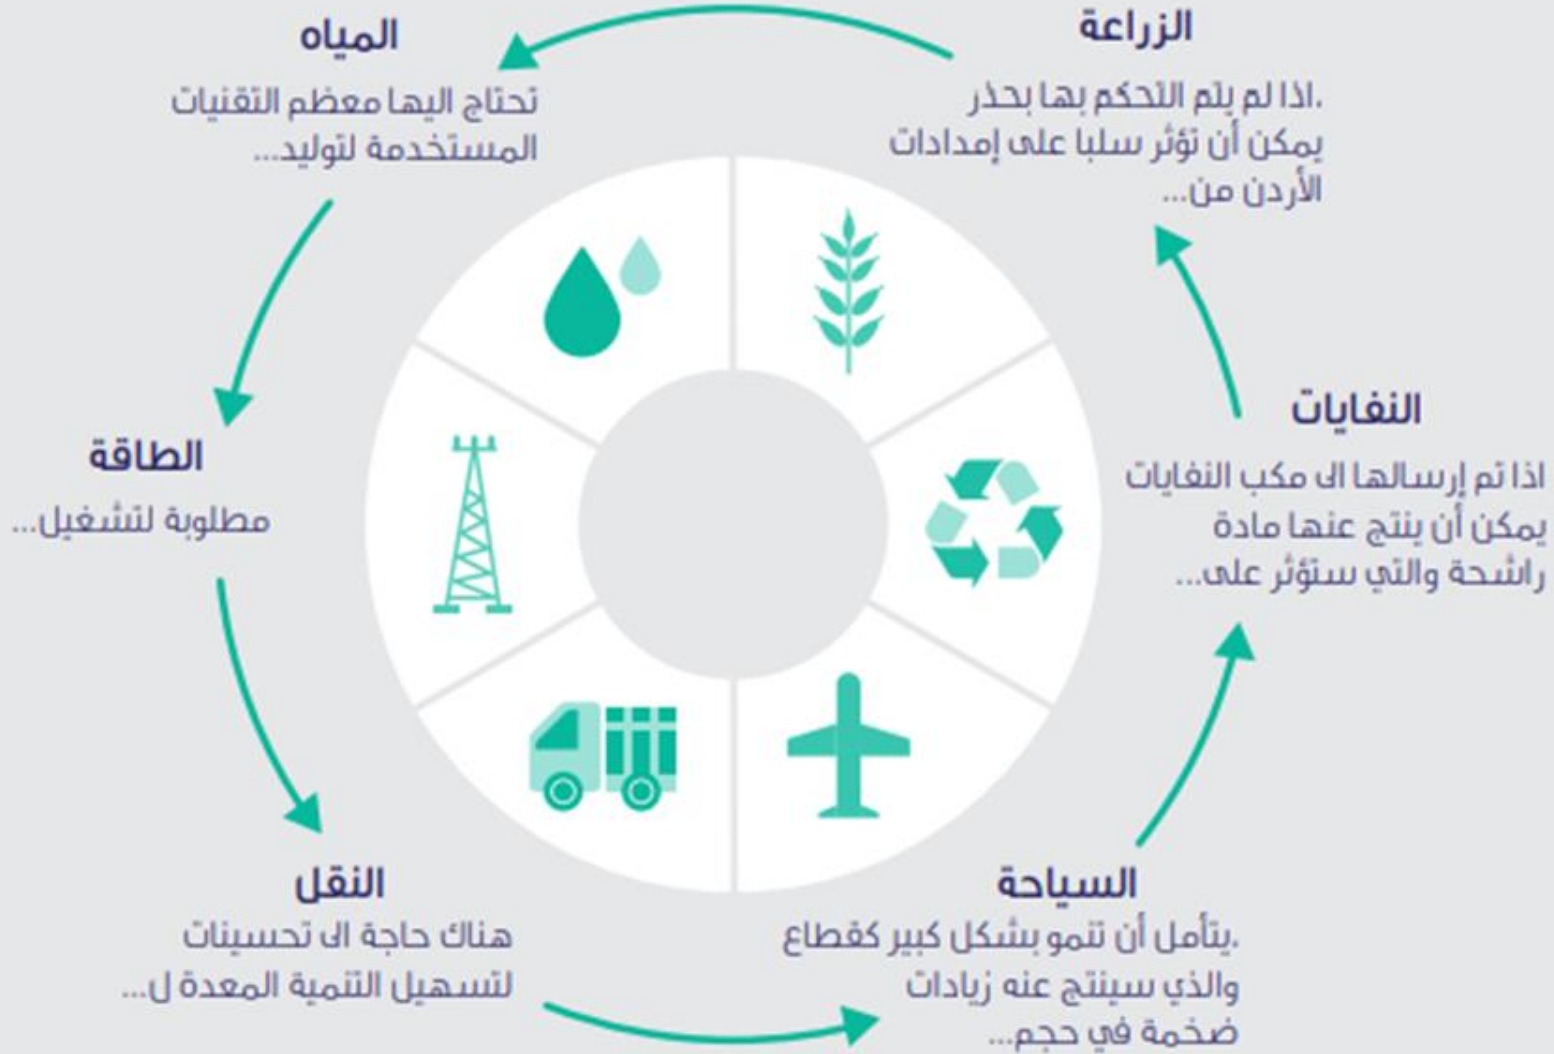 الزراعة
اذا لم يتم التحكم بها بحذر،
يمكن أن تؤثر سلبا على إمدادات
الأردن من...
المياه
تحتاج اليها معظم التقنيات
المستخدمة لتوليد...
الطاقة
مطلوبة لتشغيل...
النقل
هناك حاجة الى تحسينات
لتسهيل التنمية المعدة ل...
السياحة
يتأمل أن تنمو بشكل كبير كقطاع،
والذي سينتج عنه زيادات
ضخمة في حجم...
النفايات
اذا تم إرسالها الى مكب النفايات
يمكن أن ينتج عنها مادة
راشحة والتي ستؤثر على...